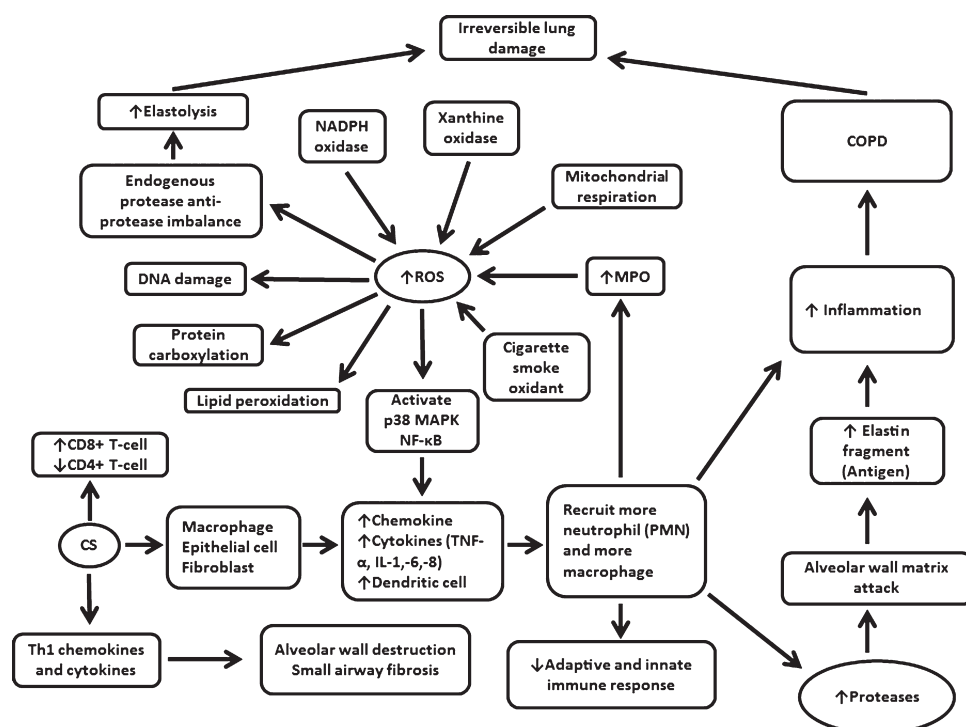 Irreversible lung
damage
↑Elastolysis
NADPH
oxidase
Xanthine
oxidase
COPD
Endogenous
protease anti-
protease imbalance
Mitochondrial
respiration
DNA damage
↑ROS
↑MPO
↑ Inflammation
Protein
carboxylation
Cigarette
smoke
oxidant
Lipid peroxidation
Activate
p38 MAPK
NF-κB
↑ Elastin
fragment
(Antigen)
↑CD8+ T-cell
↓CD4+ T-cell
CS
Macrophage
Epithelial cell
Fibroblast
↑Chemokine
↑Cytokines (TNF-
α, IL-1,-6,-8)
↑Dendritic cell
Recruit more
neutrophil (PMN)
and more
macrophage
Alveolar wall matrix
attack
Th1 chemokines
and cytokines
Alveolar wall destruction
Small airway fibrosis
↓Adaptive and innate
immune response
↑Proteases